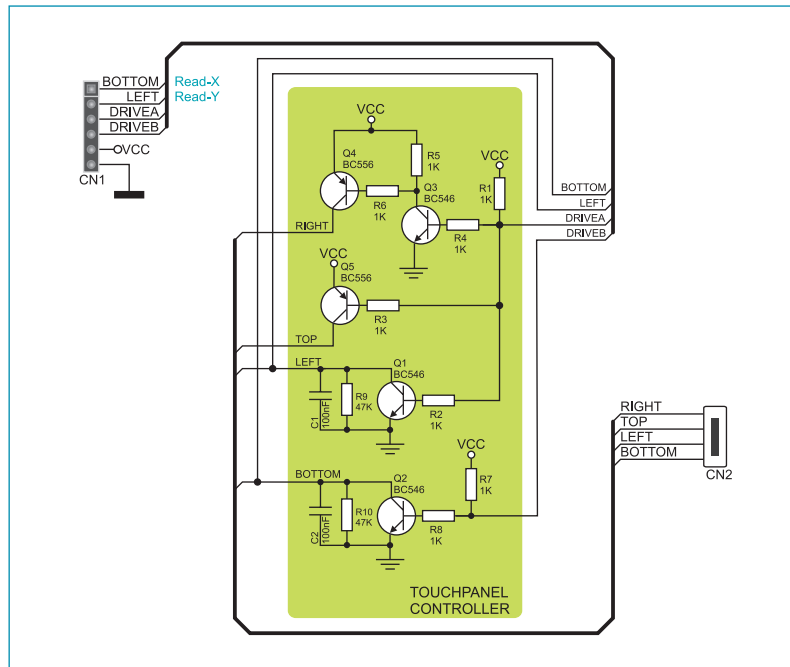 BOTTOM Read-X
LEFT Read-Y
DRIVEA
DRIVEB
VCC
CN1
VCC
Q4
BC556
R5
1K
VCC
Q3
BC546
R1
1K
R6
1K
R4
1K
BOTTOM
LEFT
DRIVEA
DRIVEB
RIGHT
VCC
Q5
BC556
R3
1K
TOP
LEFT
Q1
BC546
C1
100nF
R9
47K
R2
1K
RIGHT
TOP
LEFT
BOTTOM
CN2
VCC
BOTTOM
Q2
BC546
R7
1K
C2
100nF
R10
47K
R8
1K
TOUCHPANEL
CONTROLLER